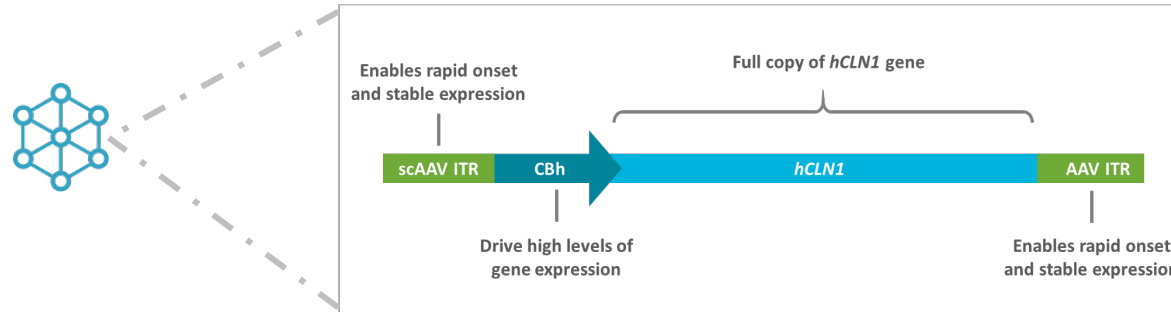 Enables rapid onset
and stable expression
Full copy of hCLN1 gene
scAAV ITR
CBh
hCLN1
AAV ITR
Drive high levels of
gene expression
Enables rapid onset
and stable expression